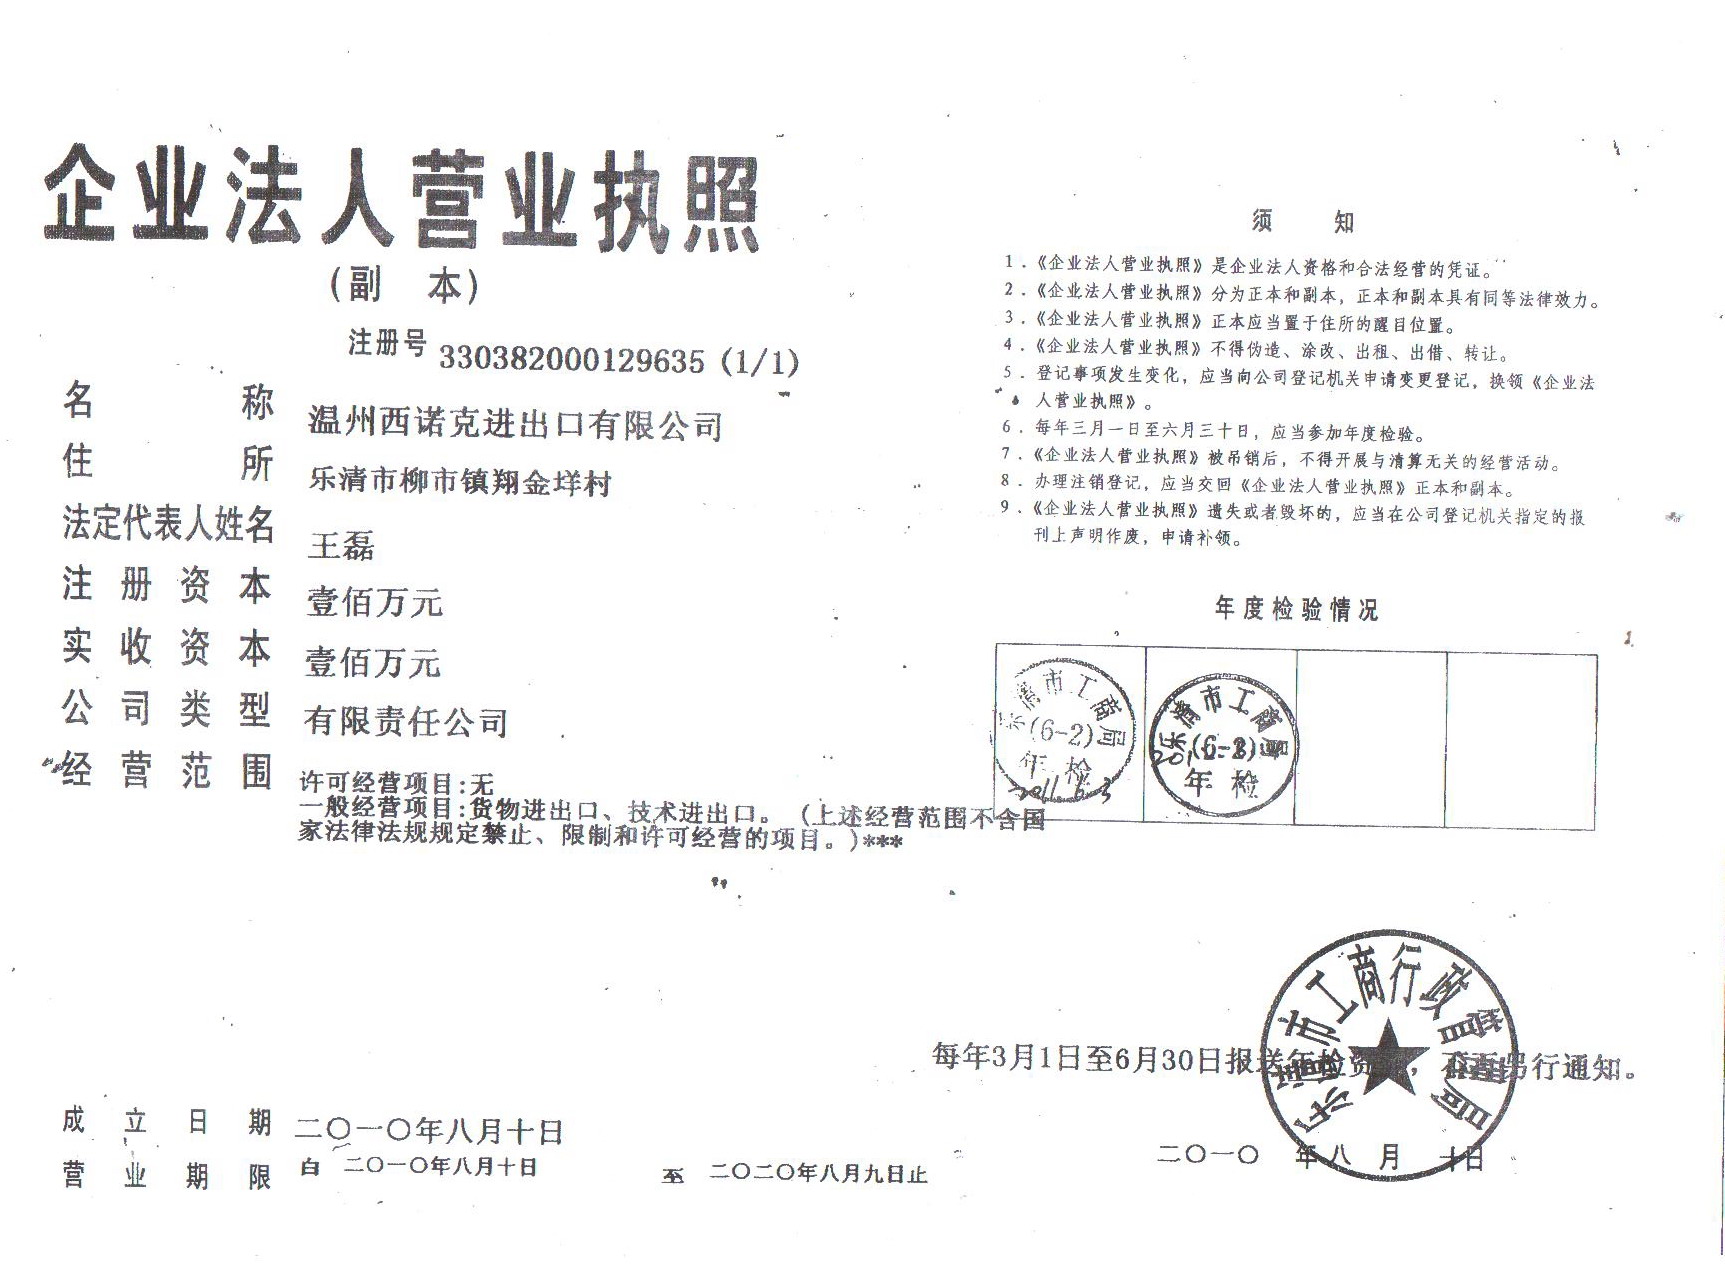 企业法人营业执照
(副 本)
注册号 330382000129635 (1/1)
名 称 温州西诺克进出口有限公司
住 所 乐清市柳市镇翔金垟村
法定代表人姓名 王磊
注册资本 壹佰万元
实收资本 壹佰万元
公司类型 有限责任公司
经营范围 许可经营项目:无
一般经营项目:货物进出口、技术进出口。 (上述经营范围不含国
家法律法规规定禁止、限制和许可经营的项目。)***
成立日期 二〇一〇年八月十日
营业期限 自 二〇一〇年八月十日 至 二〇二〇年八月九日止
须 知
1.《企业法人营业执照》是企业法人资格和合法经营的凭证。
2.《企业法人营业执照》分为正本和副本，正本和副本具有同等法律效力。
3.《企业法人营业执照》正本应当置于住所的醒目位置。
4.《企业法人营业执照》不得伪造、涂改、出租、出借、转让。
5.登记事项发生变化，应当向公司登记机关申请变更登记，换领《企业法
人营业执照》。
6.每年三月一日至六月三十日，应当参加年度检验。
7.《企业法人营业执照》被吊销后，不得开展与清算无关的经营活动。
8.办理注销登记，应当交回《企业法人营业执照》正本和副本。
9.《企业法人营业执照》遗失或者毁坏的，应当在公司登记机关指定的报
刊上声明作废，申请补领。
年度检验情况
乐清市工商局
(6-2)
年检
2011.6.3
乐清市工商局
年检
乐清市工商行政管理局
每年3月1日至6月30日报送年检资，不再另行通知。
二〇一〇 年八 月 十日